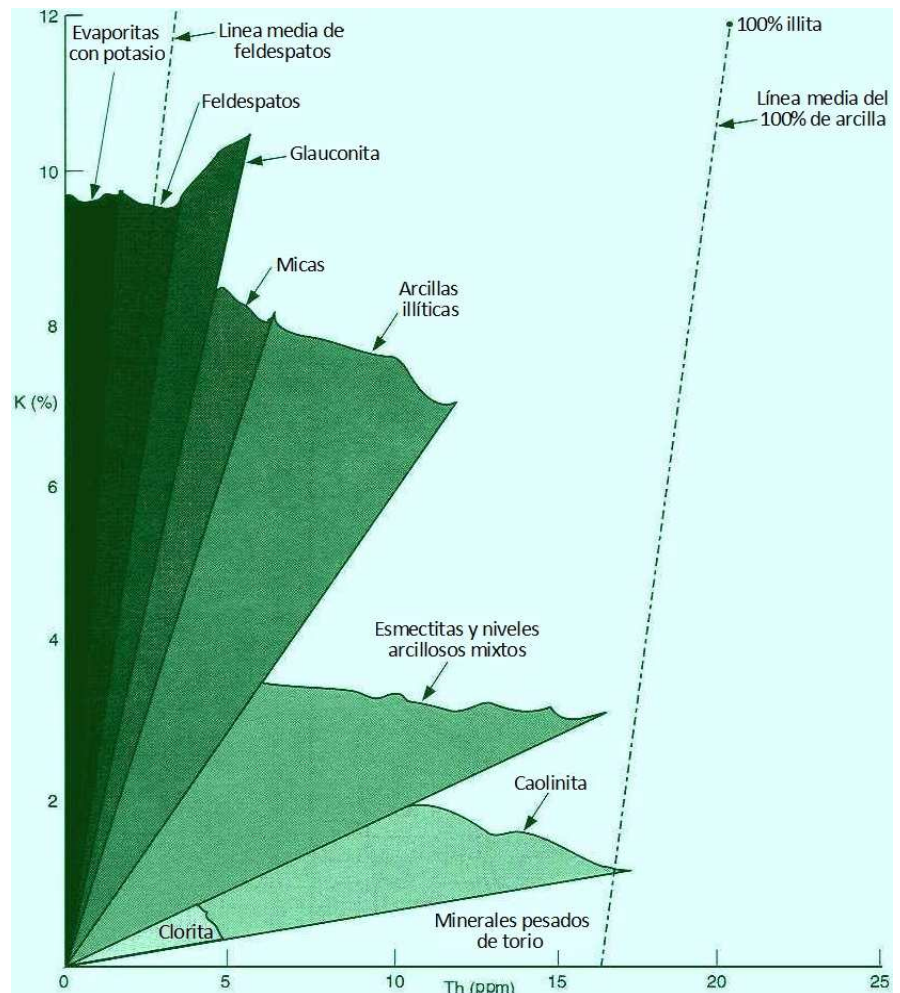 12
Evaporitas
con potasio
Linea media de
feldespatos
100% illita
Feldespatos
Línea media del
100% de arcilla
Glauconita
10
Micas
Arcillas
illíticas
8
K (%)
6
Esmectitas y niveles
arcillosos mixtos
4
2
Caolinita
Clorita
Minerales pesados
de torio
0
5
10
15
20
25
Th (ppm)